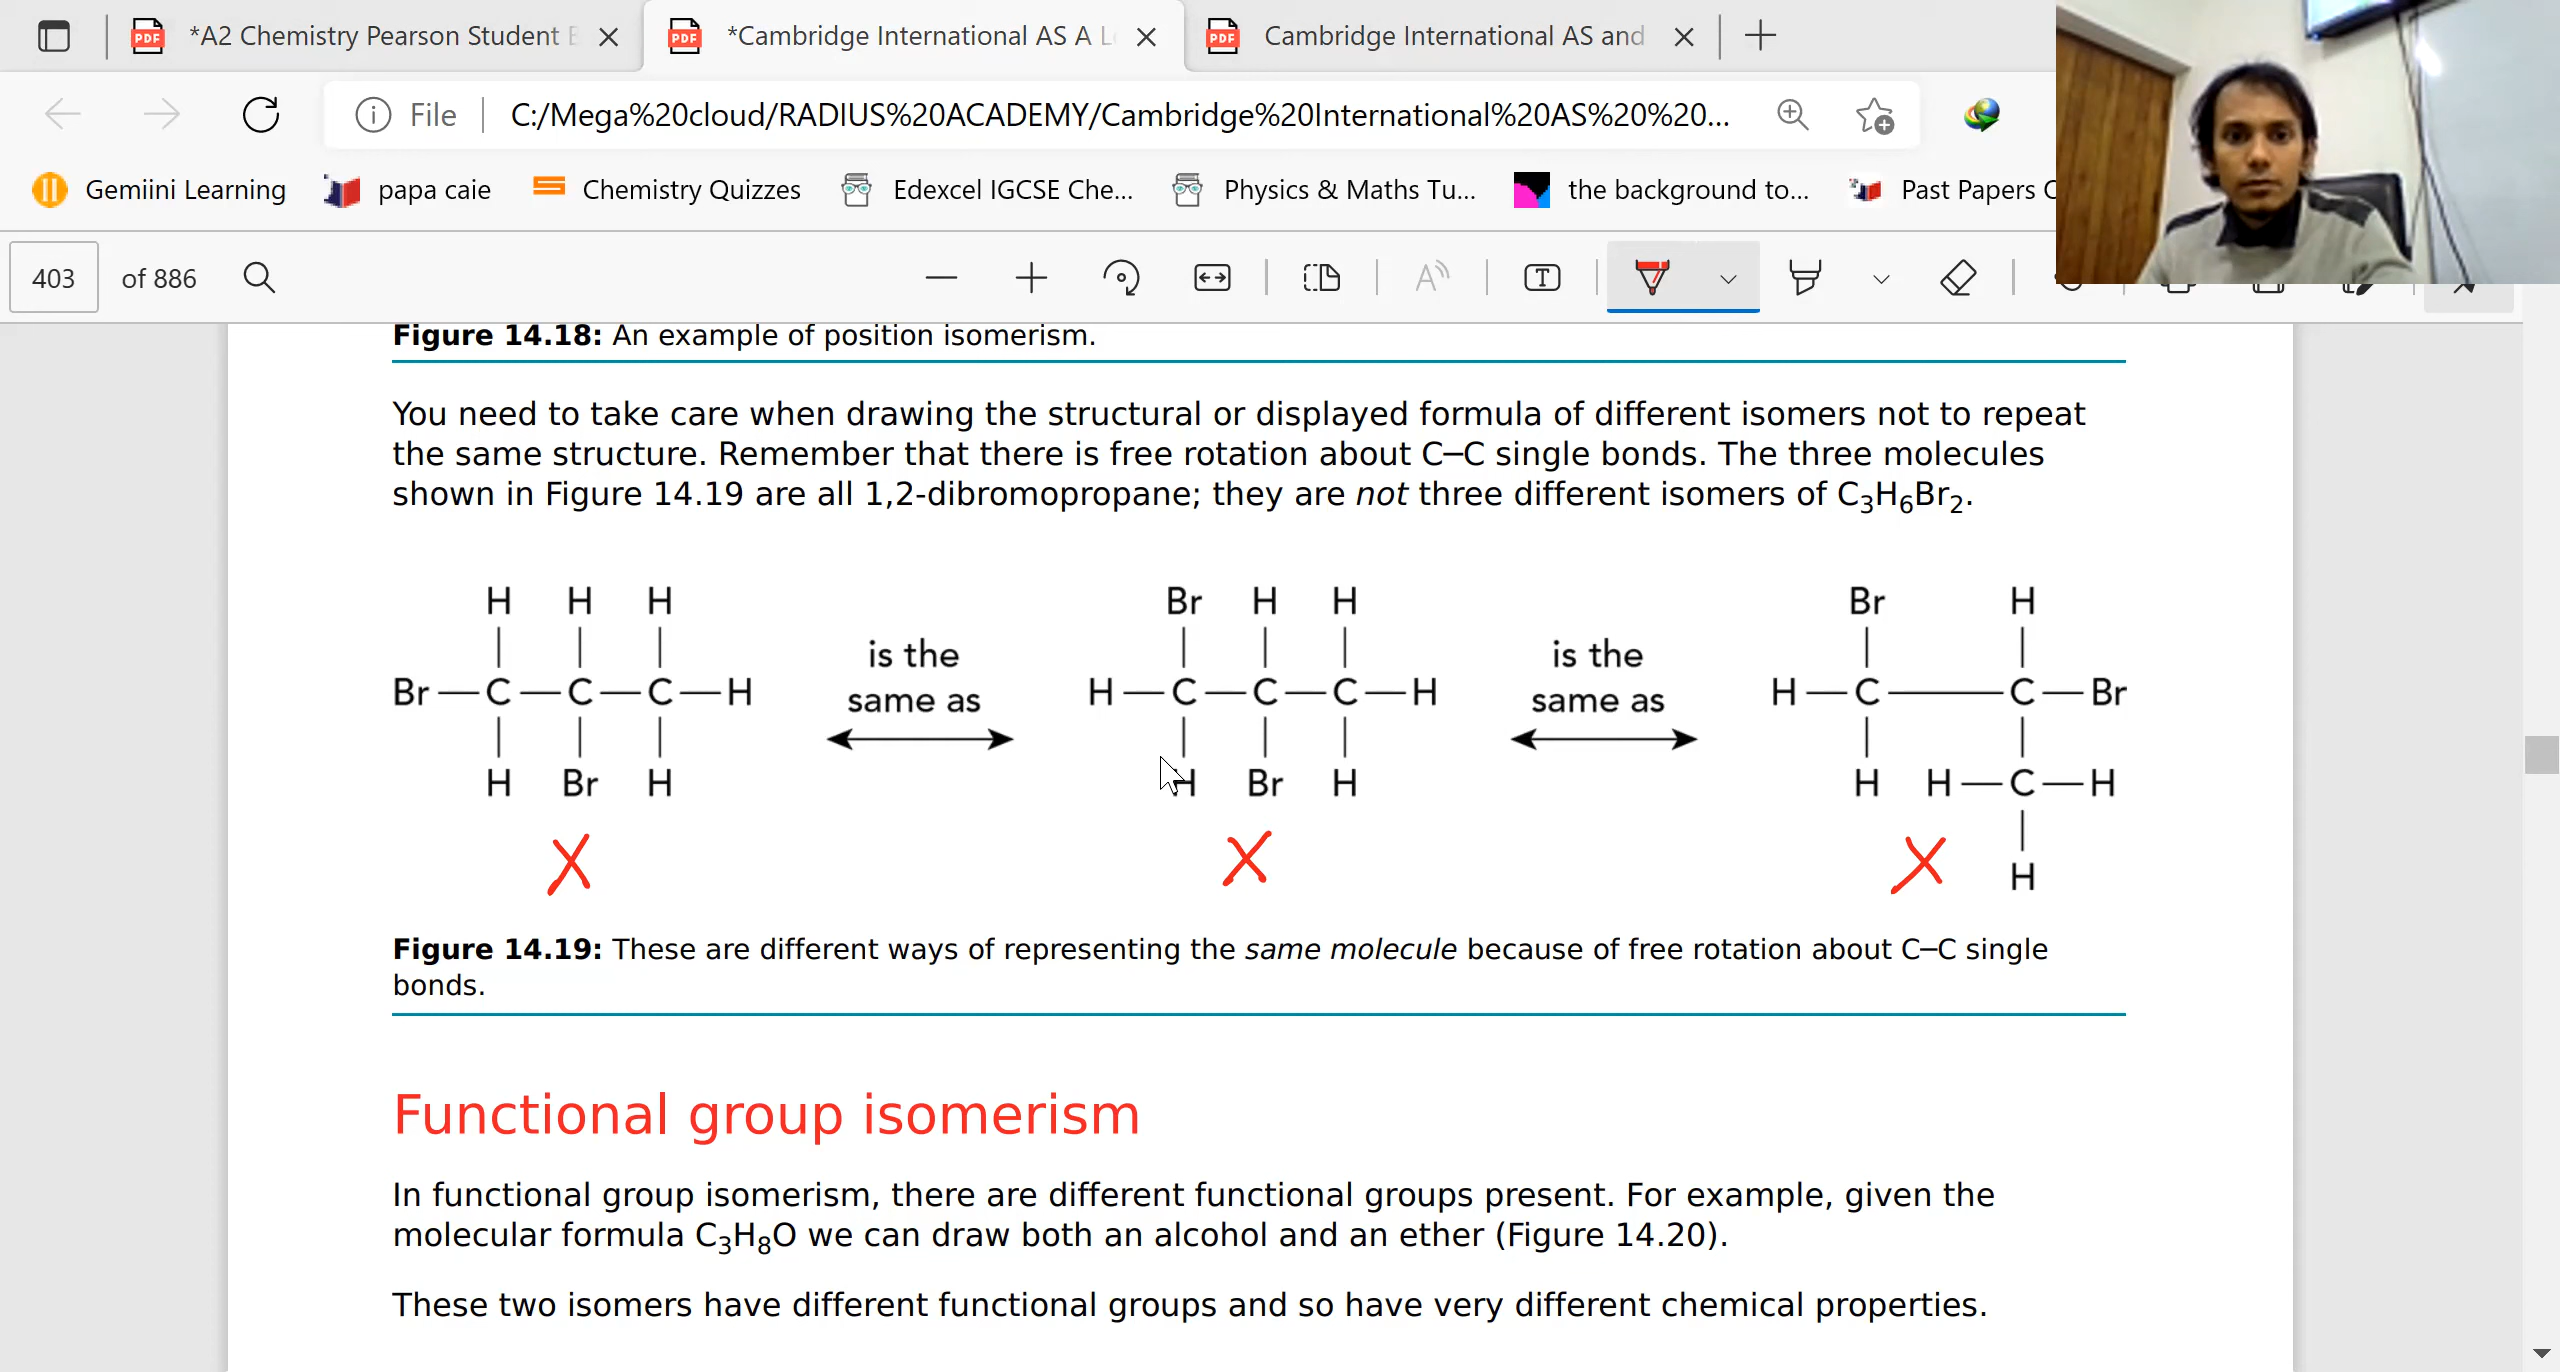 *A2 Chemistry Pearson Student B
*Cambridge International AS A L
Cambridge International AS and
File C:/Mega%20cloud/RADIUS%20ACADEMY/Cambridge%20International%20AS%20%20...
Gemiini Learning papa caie Chemistry Quizzes Edexcel IGCSE Che... Physics & Maths Tu... the background to... Past Papers
403 of 886
Figure 14.18: An example of position isomerism.
You need to take care when drawing the structural or displayed formula of different isomers not to repeat
the same structure. Remember that there is free rotation about C–C single bonds. The three molecules
shown in Figure 14.19 are all 1,2-dibromopropane; they are not three different isomers of C₃H₆Br₂.
H H H Br H H Br H
is the is the
Br—C—C—C—H same as H—C—C—C—H same as H—C—C—Br
H Br H H Br H H H—C—H
X X X H
Figure 14.19: These are different ways of representing the same molecule because of free rotation about C–C single
bonds.
Functional group isomerism
In functional group isomerism, there are different functional groups present. For example, given the
molecular formula C₃H₈O we can draw both an alcohol and an ether (Figure 14.20).
These two isomers have different functional groups and so have very different chemical properties.